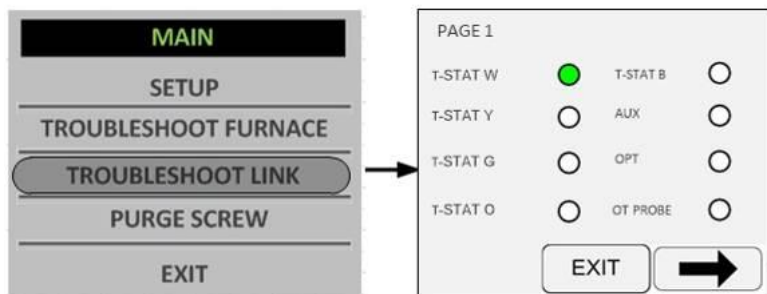 MAIN
SETUP
TROUBLESHOOT FURNACE
TROUBLESHOOT LINK
PURGE SCREW
EXIT
PAGE 1
T-STAT W
T-STAT B
T-STAT Y
AUX
T-STAT G
OPT
T-STAT O
OT PROBE
EXIT